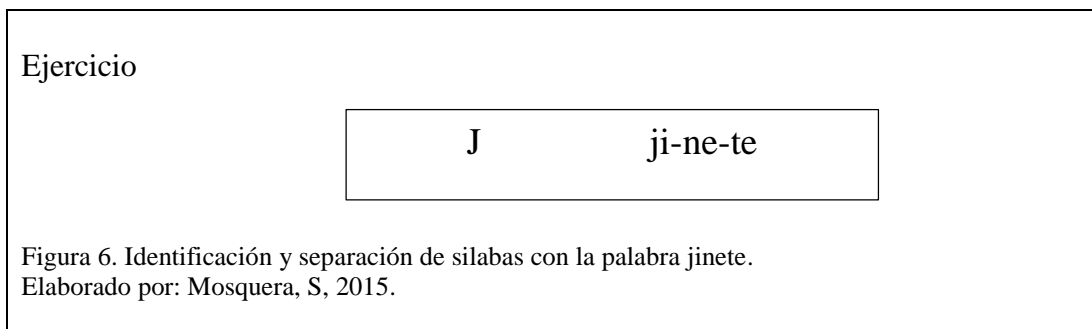 Ejercicio
J ji-ne-te
Figura 6. Identificación y separación de silabas con la palabra jinete.
Elaborado por: Mosquera, S, 2015.